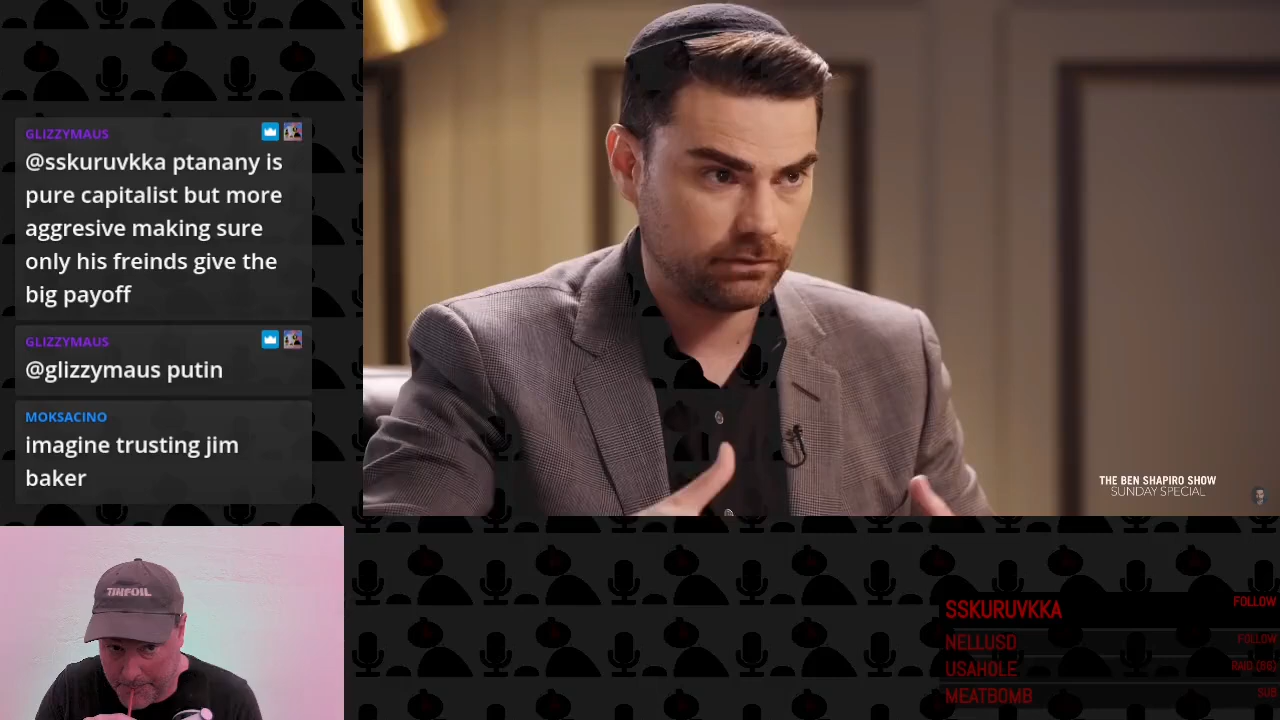 GLIZZYMAUS
@sskuruvkka ptanany is
pure capitalist but more
aggresive making sure
only his freinds give the
big payoff
GLIZZYMAUS
@glizzymaus putin
MOKSACINO
imagine trusting jim
baker
THE BEN SHAPIRO SHOW
SUNDAY SPECIAL
TINFOIL
SSKURUVKKA FOLLOW
NELLUSD FOLLOW
USAHOLE RAID (56)
MEATBOMB SUB